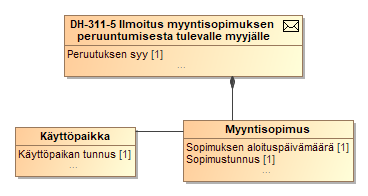 DH-311-5 Ilmoitus myyntisopimuksen
peruuntumisesta tulevalle myyjälle
Peruutuksen syy [1]
...
Käyttöpaikka
Käyttöpaikan tunnus [1]
...
Myyntisopimus
Sopimuksen aloituspäivämäärä [1]
Sopimustunnus [1]
...